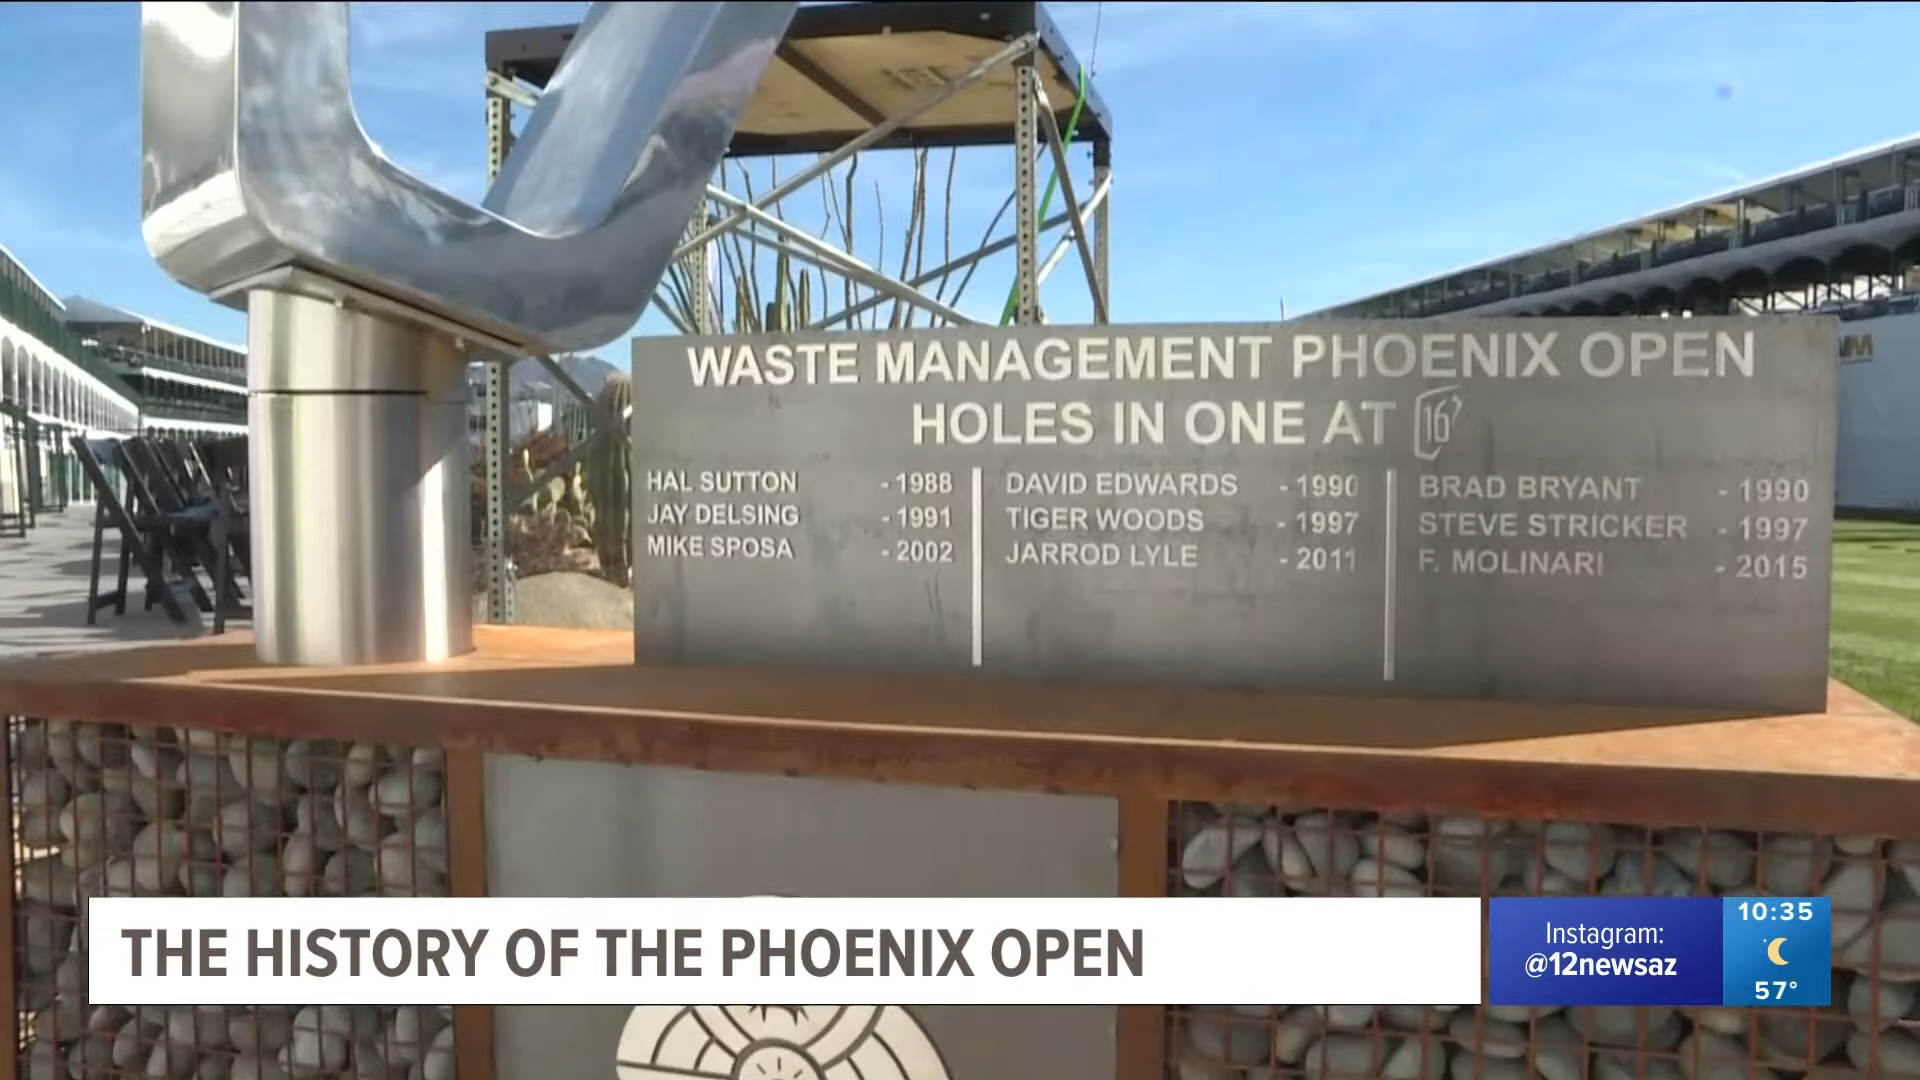 WASTE MANAGEMENT PHOENIX OPEN
HOLES IN ONE AT 16
HAL SUTTON - 1988
JAY DELSING - 1991
MIKE SPOSA - 2002
DAVID EDWARDS - 1990
TIGER WOODS - 1997
JARROD LYLE - 2011
BRAD BRYANT - 1990
STEVE STRICKER - 1997
F. MOLINARI - 2015
THE HISTORY OF THE PHOENIX OPEN
Instagram:
@12newsaz
10:35
57°